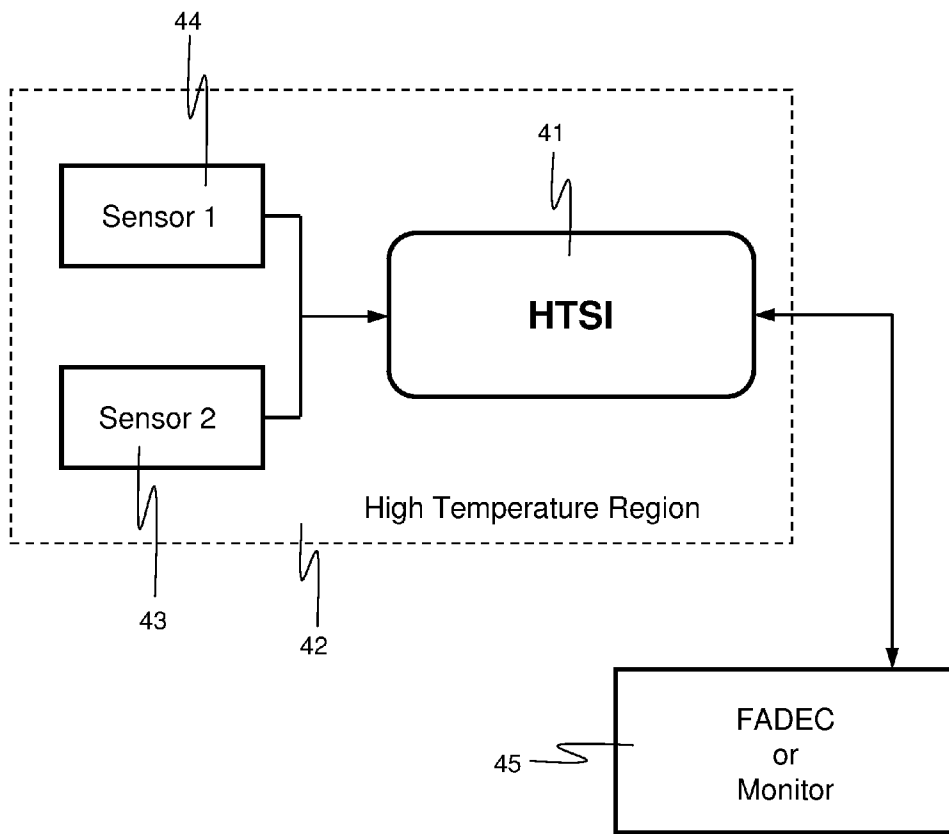 44
41
Sensor 1
HTSI
Sensor 2
High Temperature Region
43
42
45
FADEC
or
Monitor